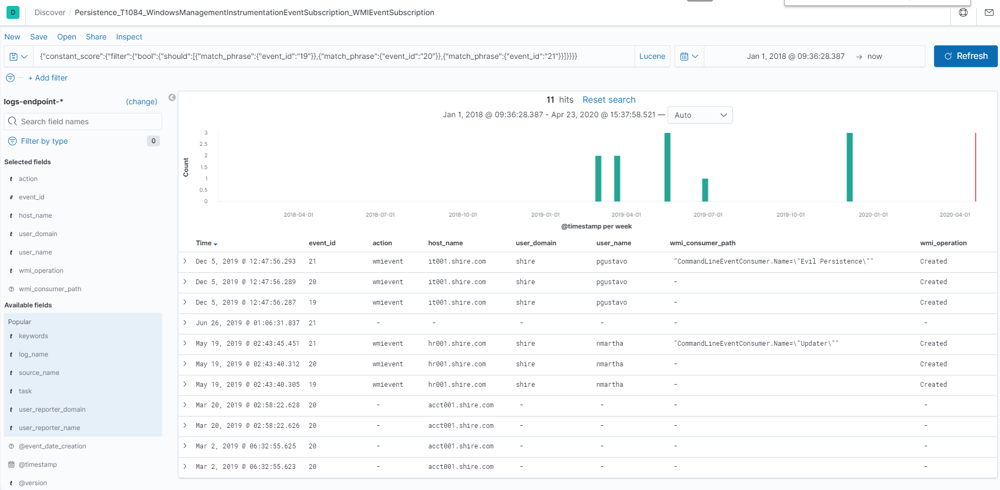 D Discover / Persistence_T1084_WindowsManagementInstrumentationEventSubscription_WMIEventSubscription
New Save Open Share Inspect
{"constant_score":{"filter":{"bool":{"should":[{"match_phrase":{"event_id":"19"}},{"match_phrase":{"event_id":"20"}},{"match_phrase":{"event_id":"21"}}]}}}} Lucene Jan 1, 2018 @ 09:36:28.387 → now Refresh
+ Add filter
logs-endpoint-* (change)
Search field names
Filter by type 0
Selected fields
t action
# event_id
t host_name
t user_domain
t user_name
t wmi_operation
? wmi_consumer_path
Available fields
Popular
t keywords
t log_name
t source_name
t task
t user_reporter_domain
t user_reporter_name
? @event_date_creation
@timestamp
t @version
11 hits Reset search
Jan 1, 2018 @ 09:36:28.387 - Apr 23, 2020 @ 15:37:58.521 — Auto
Count
3
2.5
2
1.5
1
0.5
0
2018-04-01 2018-07-01 2018-10-01 2019-01-01 2019-04-01 2019-07-01 2019-10-01 2020-01-01 2020-04-01
@timestamp per week
Time event_id action host_name user_domain user_name wmi_consumer_path wmi_operation
Dec 5, 2019 @ 12:47:56.293 21 wmievent it001.shire.com shire pgustavo "CommandLineEventConsumer.Name=\"Evil Persistence\"" Created
Dec 5, 2019 @ 12:47:56.289 20 wmievent it001.shire.com shire pgustavo - Created
Dec 5, 2019 @ 12:47:56.287 19 wmievent it001.shire.com shire pgustavo - Created
Jun 26, 2019 @ 01:06:31.837 21 - - - - - -
May 19, 2019 @ 02:43:45.451 21 wmievent hr001.shire.com shire nmartha "CommandLineEventConsumer.Name=\"Updater\"" Created
May 19, 2019 @ 02:43:40.312 20 wmievent hr001.shire.com shire nmartha - Created
May 19, 2019 @ 02:43:40.305 19 wmievent hr001.shire.com shire nmartha - Created
Mar 20, 2019 @ 02:58:22.628 20 - acct001.shire.com - - - -
Mar 20, 2019 @ 02:58:22.626 20 - acct001.shire.com - - - -
Mar 2, 2019 @ 06:32:55.625 20 - acct001.shire.com - - - -
Mar 2, 2019 @ 06:32:55.623 20 - acct001.shire.com - - - -